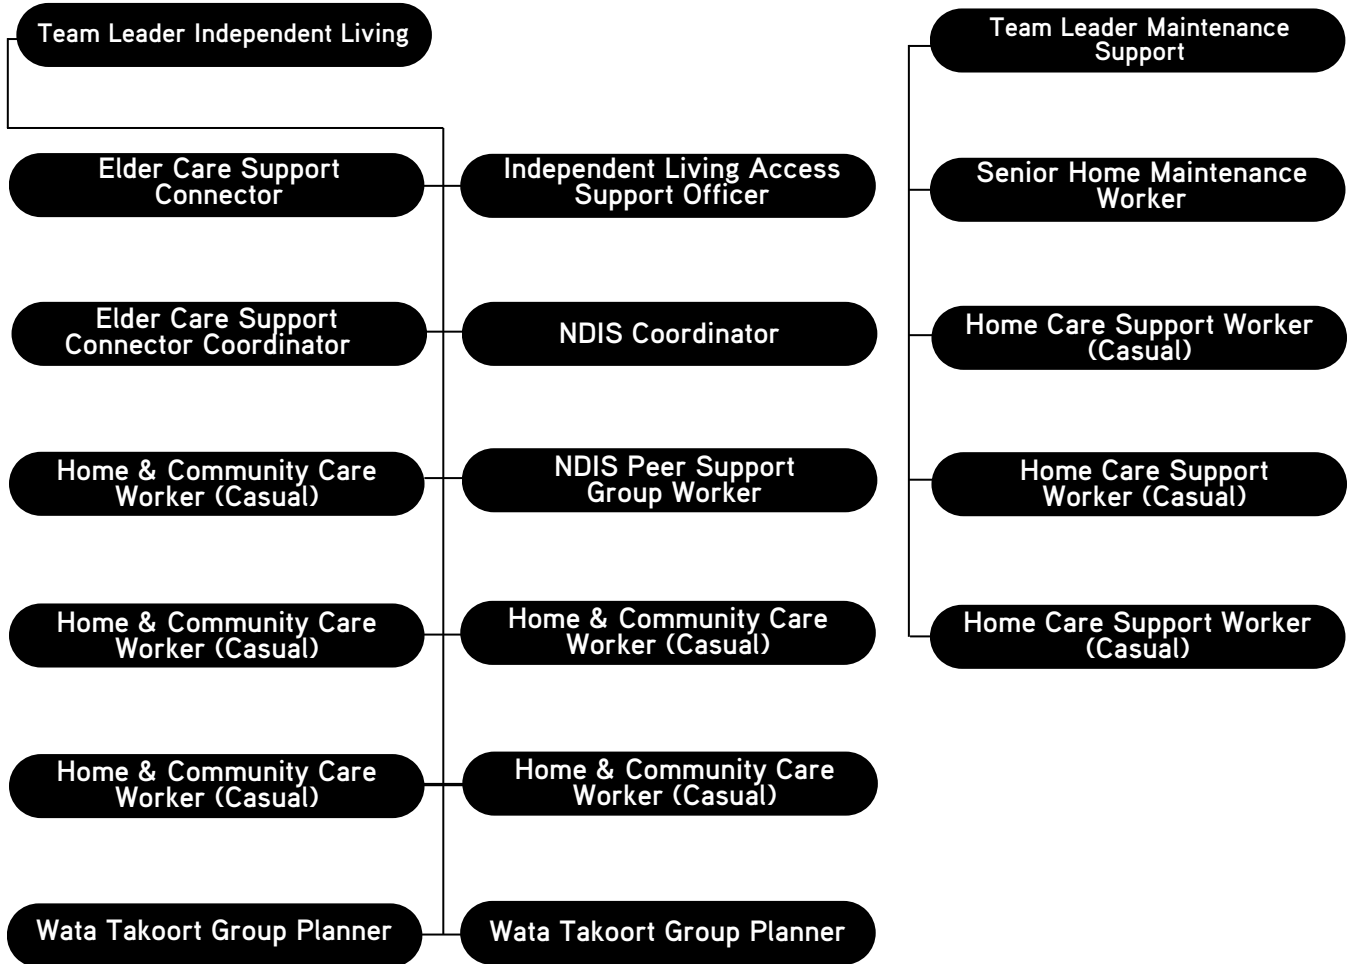 Team Leader Independent Living
Team Leader Maintenance
Support
Elder Care Support
Connector
Independent Living Access
Support Officer
Senior Home Maintenance
Worker
Elder Care Support
Connector Coordinator
NDIS Coordinator
Home Care Support Worker
(Casual)
Home & Community Care
Worker (Casual)
NDIS Peer Support
Group Worker
Home Care Support
Worker (Casual)
Home & Community Care
Worker (Casual)
Home & Community Care
Worker (Casual)
Home Care Support Worker
(Casual)
Home & Community Care
Worker (Casual)
Home & Community Care
Worker (Casual)
Wata Takoort Group Planner
Wata Takoort Group Planner